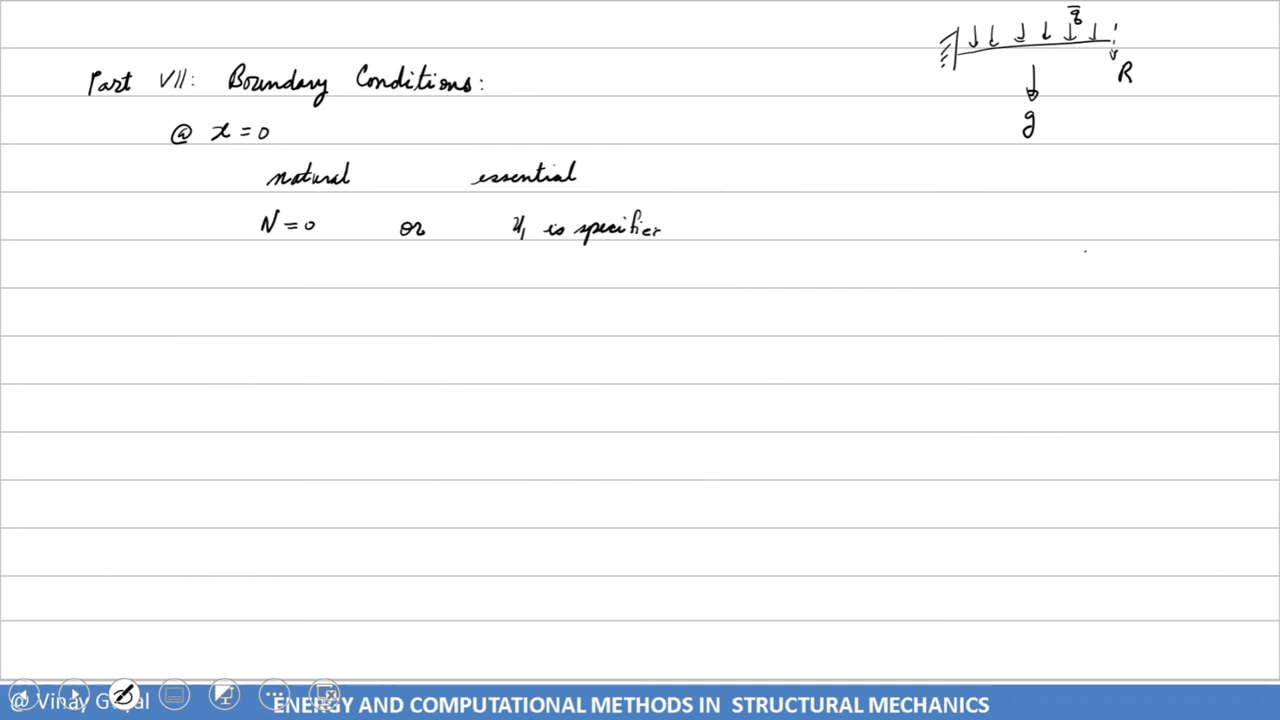 q̄
R
g
Part VII: Boundary Conditions:
@ x = 0
natural essential
N = 0 or u₁ is specifier
@ Vinay Goyal ENERGY AND COMPUTATIONAL METHODS IN STRUCTURAL MECHANICS